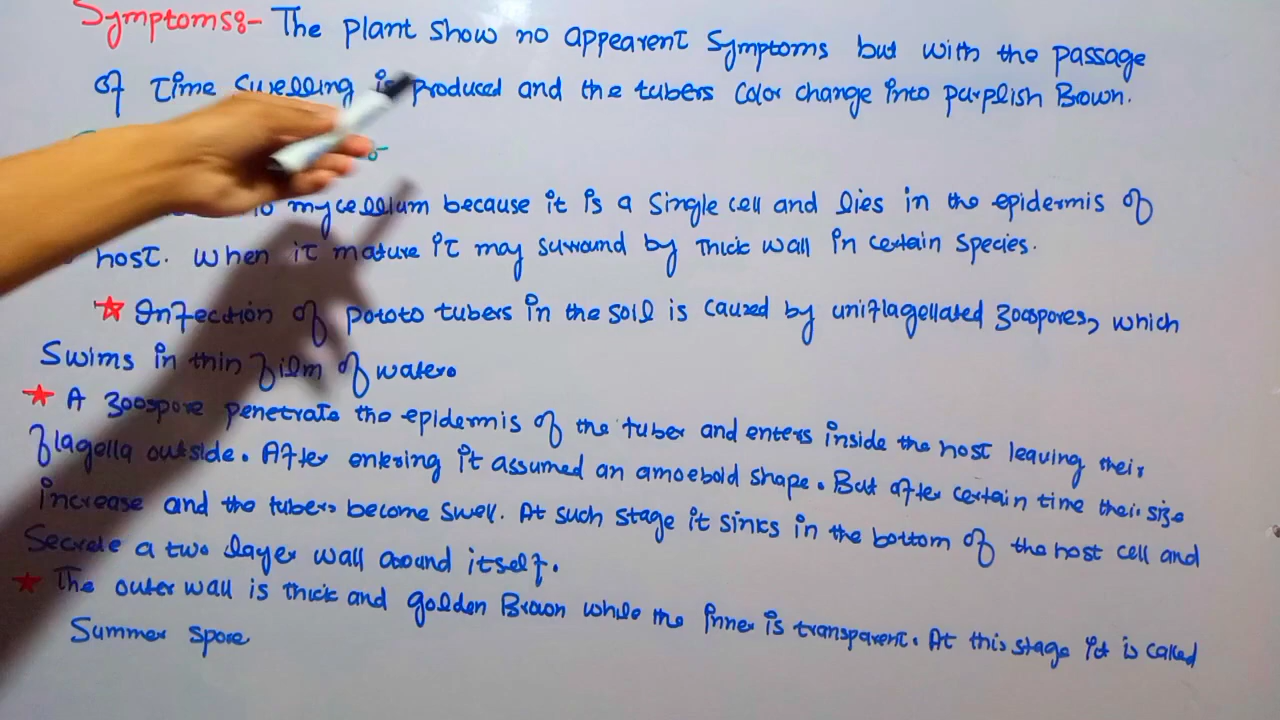 Symptoms:- The plant show no appearent symptoms but with the passage
of time swelling is produced and the tubers color change into purplish Brown.
mycellium because it is a single cell and lies in the epidermis of
host. When it mature it may surround by thick wall in certain species.
★ Infection of pototo tubers in the soil is caused by uniflagellated zoospores, which
Swims in thin film of water.
★ A zoospore penetrate the epidermis of the tuber and enters inside the host leaving their
flagella outside. After entering it assumed an amoeboid shape. But after certain time their size
increase and the tubers become swell. At such stage it sinks in the bottom of the host cell and
Secrete a two layer wall around itself.
★ The outer wall is thick and golden Brown while the inner is transparent. At this stage it is called
Summer spore